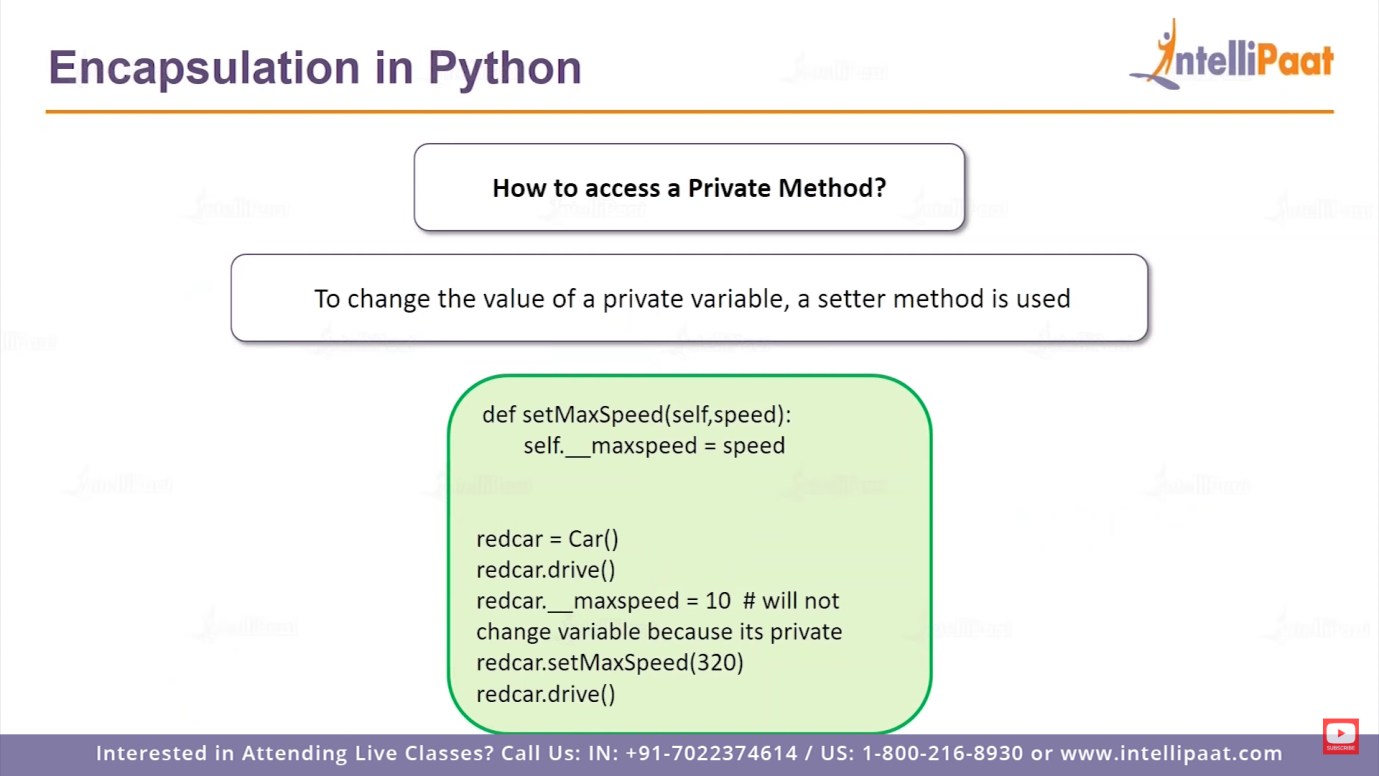 Encapsulation in Python
IntelliPaat
How to access a Private Method?
To change the value of a private variable, a setter method is used
def setMaxSpeed(self,speed):
self.__maxspeed = speed
redcar = Car()
redcar.drive()
redcar.__maxspeed = 10 # will not
change variable because its private
redcar.setMaxSpeed(320)
redcar.drive()
Interested in Attending Live Classes? Call Us: IN: +91-7022374614 / US: 1-800-216-8930 or www.intellipaat.com
SUBSCRIBE